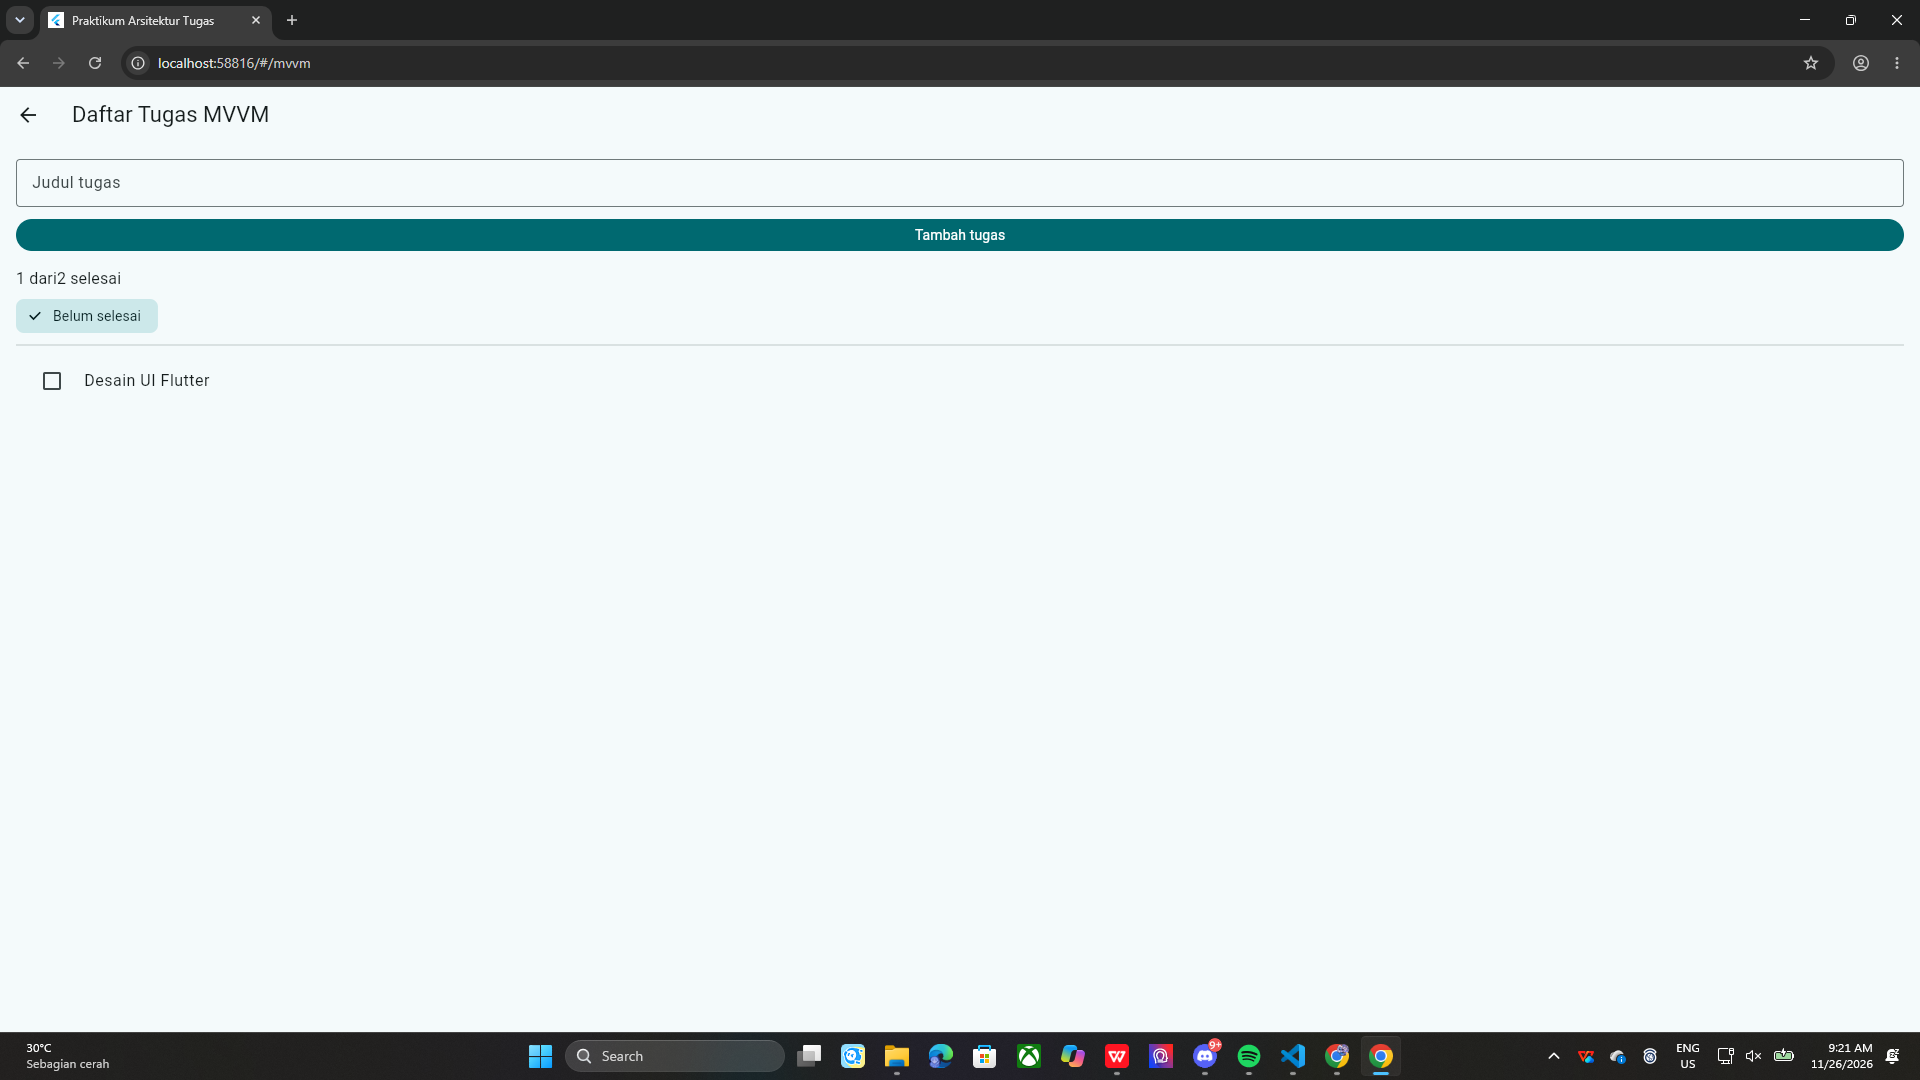 Praktikum Arsitektur Tugas
localhost:58816/#/mvvm
Daftar Tugas MVVM
Judul tugas
Tambah tugas
1 dari2 selesai
Belum selesai
Desain UI Flutter
30°C
Sebagian cerah
Search
9+
ENG
US
9:21 AM
11/26/2026